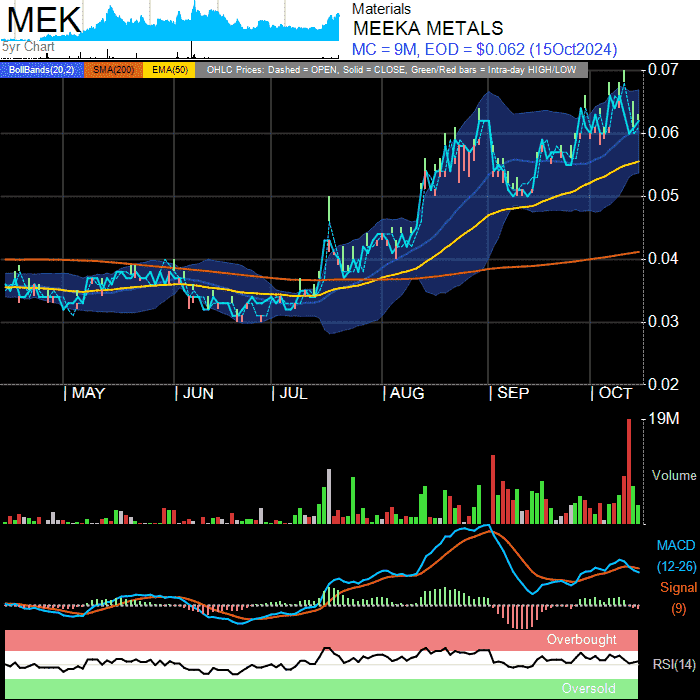 MEK
Materials
MEEKA METALS
5yr Chart
MC = 9M, EOD = $0.062 (15Oct2024)
BollBands(20,2) SMA(200) EMA(50) OHLC Prices: Dashed = OPEN, Solid = CLOSE, Green/Red bars = Intra-day HIGH/LOW
0.07
0.06
0.05
0.04
0.03
0.02
| MAY | JUN | JUL | AUG | SEP | OCT
19M
Volume
MACD
(12-26)
Signal
(9)
Overbought
RSI(14)
Oversold